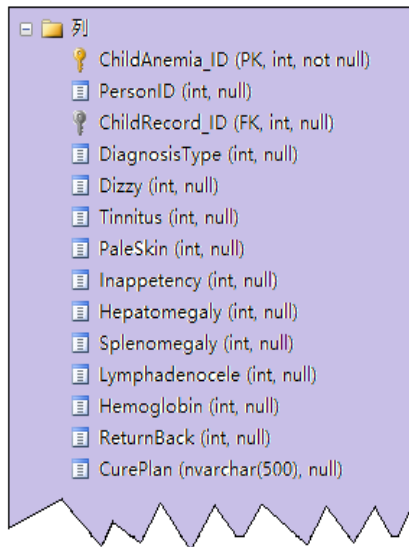 列
ChildAnemia_ID (PK, int, not null)
PersonID (int, null)
ChildRecord_ID (FK, int, null)
DiagnosisType (int, null)
Dizzy (int, null)
Tinnitus (int, null)
PaleSkin (int, null)
Inappetency (int, null)
Hepatomegaly (int, null)
Splenomegaly (int, null)
Lymphadenocele (int, null)
Hemoglobin (int, null)
ReturnBack (int, null)
CurePlan (nvarchar(500), null)